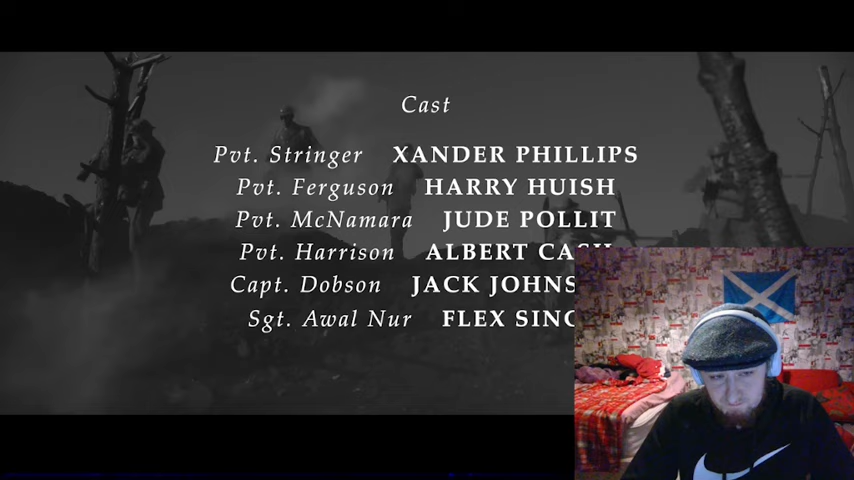 Cast
Pvt. Stringer XANDER PHILLIPS
Pvt. Ferguson HARRY HUISH
Pvt. McNamara JUDE POLLIT
Pvt. Harrison ALBERT
Capt. Dobson JACK
Sgt. Awal Nur FLEX